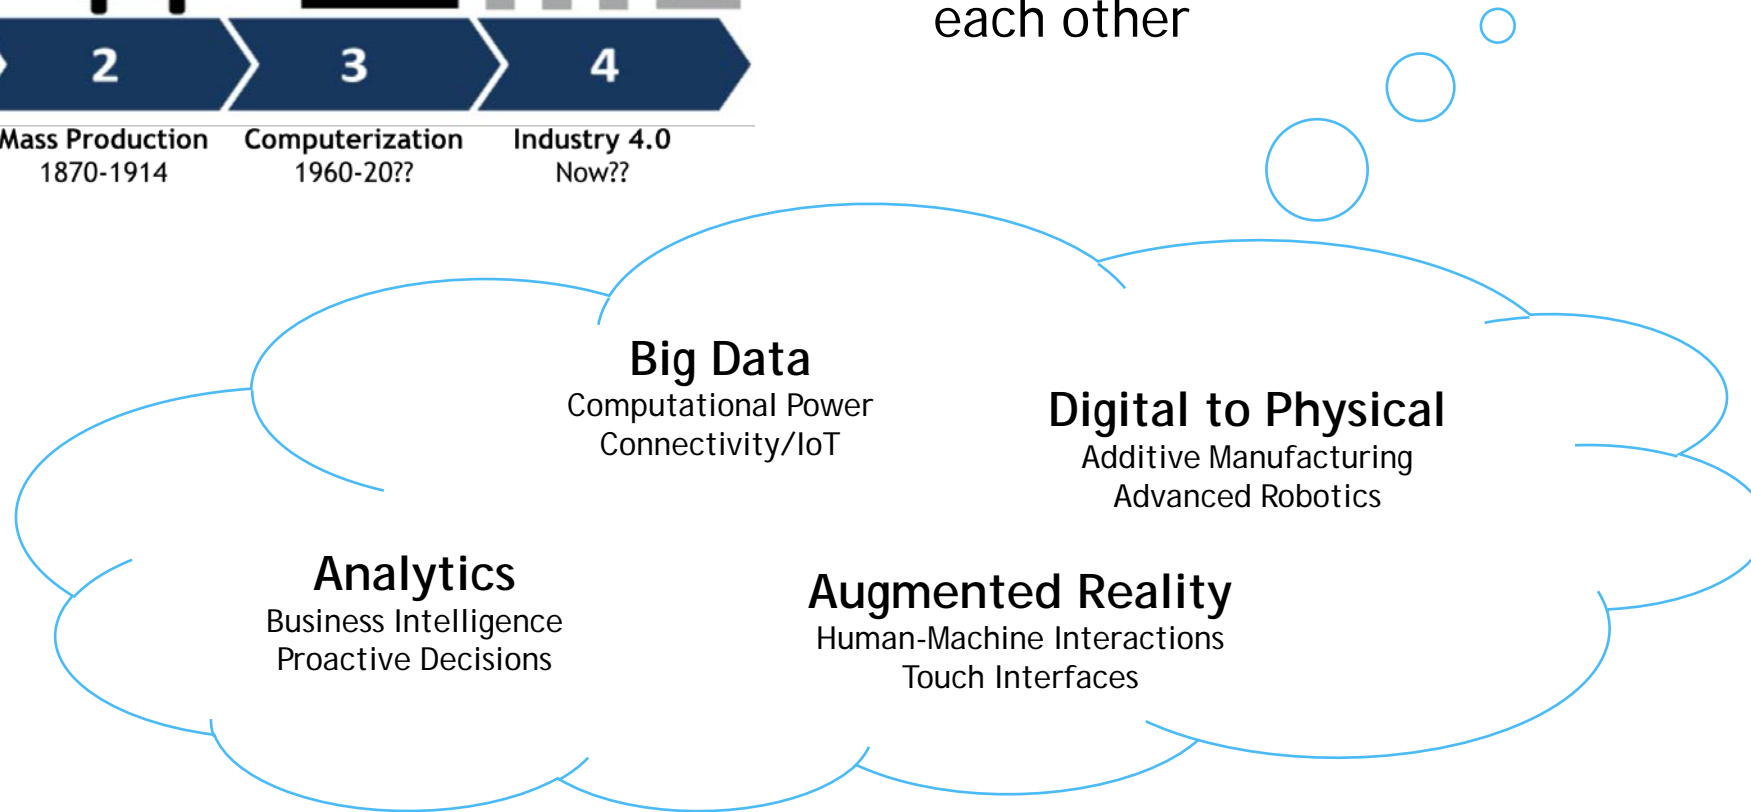 each other
2 3 4
Mass Production Computerization Industry 4.0
1870-1914 1960-20?? Now??
Big Data
Computational Power
Connectivity/IoT
Digital to Physical
Additive Manufacturing
Advanced Robotics
Analytics
Business Intelligence
Proactive Decisions
Augmented Reality
Human-Machine Interactions
Touch Interfaces